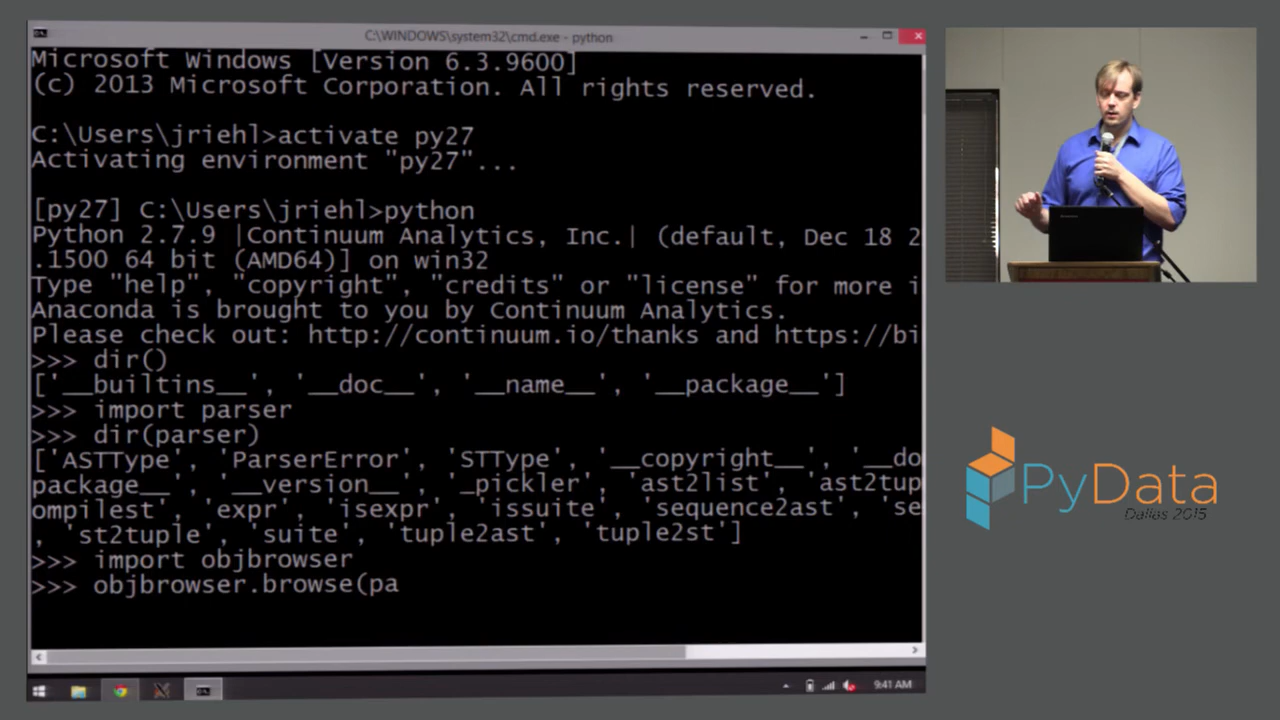 C:\WINDOWS\system32\cmd.exe - python
Microsoft Windows [Version 6.3.9600]
(c) 2013 Microsoft Corporation. All rights reserved.
C:\Users\jriehl>activate py27
Activating environment "py27"...
[py27] C:\Users\jriehl>python
Python 2.7.9 |Continuum Analytics, Inc.| (default, Dec 18 2
.1500 64 bit (AMD64)] on win32
Type "help", "copyright", "credits" or "license" for more i
Anaconda is brought to you by Continuum Analytics.
Please check out: http://continuum.io/thanks and https://bi
>>> dir()
['__builtins__', '__doc__', '__name__', '__package__']
>>> import parser
>>> dir(parser)
['ASTType', 'ParserError', 'STType', '__copyright__', '__do
package__', '__version__', '_pickler', 'ast2list', 'ast2tup
ompilest', 'expr', 'isexpr', 'issuite', 'sequence2ast', 'se
, 'st2tuple', 'suite', 'tuple2ast', 'tuple2st']
>>> import objbrowser
>>> objbrowser.browse(pa
9:41 AM
PyData
Dallas 2015